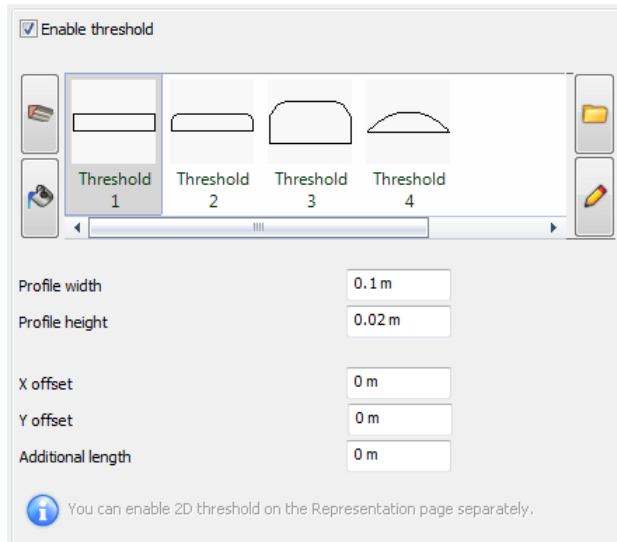 Enable threshold
Threshold
1
Threshold
2
Threshold
3
Threshold
4
Profile width
0.1 m
Profile height
0.02 m
X offset
0 m
Y offset
0 m
Additional length
0 m
You can enable 2D threshold on the Representation page separately.